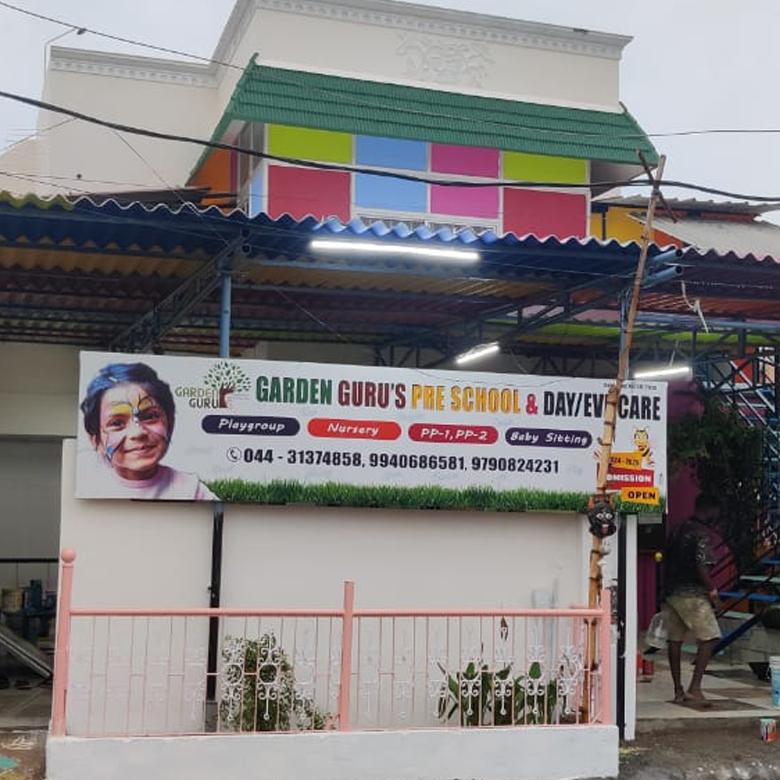 GARDEN
GURU
GARDEN GURU'S PRE SCHOOL & DAY/EVE CARE
Playgroup
Nursery
PP-1, PP-2
Baby Sitting
044 - 31374858, 9940686581, 9790824231
OPEN